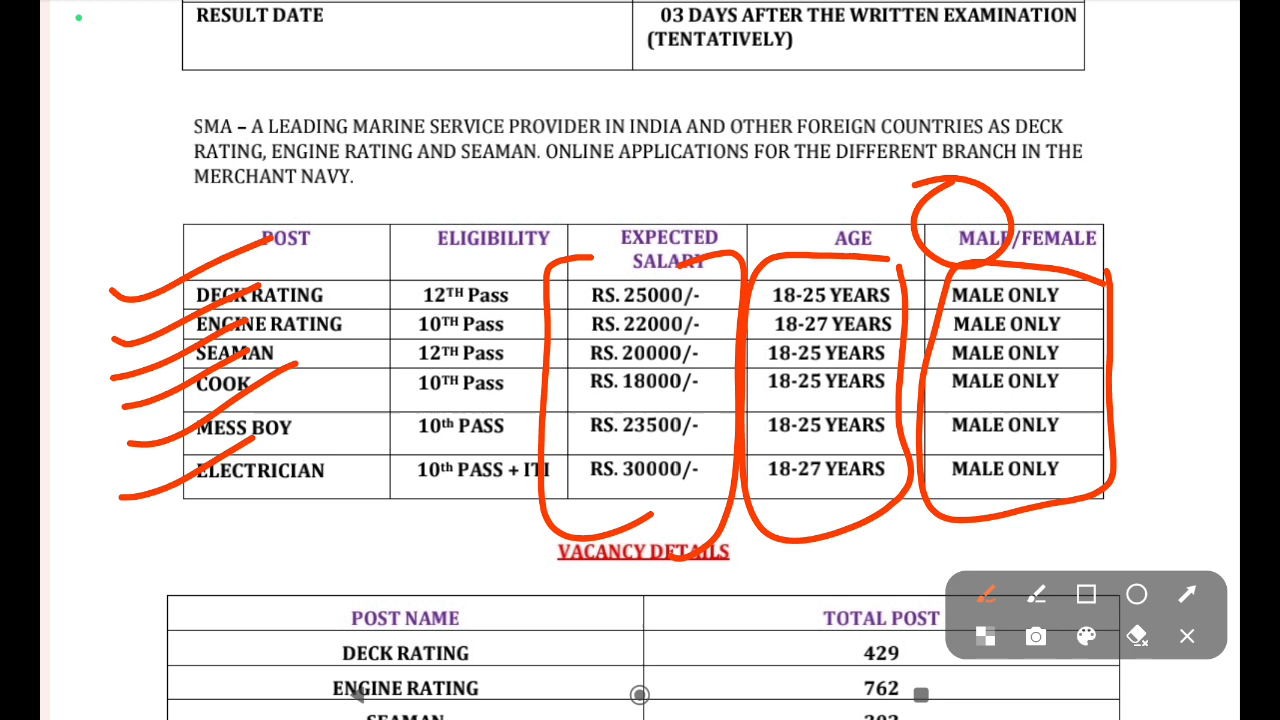 RESULT DATE
03 DAYS AFTER THE WRITTEN EXAMINATION
(TENTATIVELY)
SMA – A LEADING MARINE SERVICE PROVIDER IN INDIA AND OTHER FOREIGN COUNTRIES AS DECK
RATING, ENGINE RATING AND SEAMAN. ONLINE APPLICATIONS FOR THE DIFFERENT BRANCH IN THE
MERCHANT NAVY.
POST ELIGIBILITY EXPECTED SALARY AGE MALE/FEMALE
DECK RATING 12TH Pass RS. 25000/- 18-25 YEARS MALE ONLY
ENGINE RATING 10TH Pass RS. 22000/- 18-27 YEARS MALE ONLY
SEAMAN 12TH Pass RS. 20000/- 18-25 YEARS MALE ONLY
COOK 10TH Pass RS. 18000/- 18-25 YEARS MALE ONLY
MESS BOY 10th PASS RS. 23500/- 18-25 YEARS MALE ONLY
ELECTRICIAN 10th PASS + ITI RS. 30000/- 18-27 YEARS MALE ONLY
VACANCY DETAILS
POST NAME TOTAL POST
DECK RATING 429
ENGINE RATING 762
SEAMAN